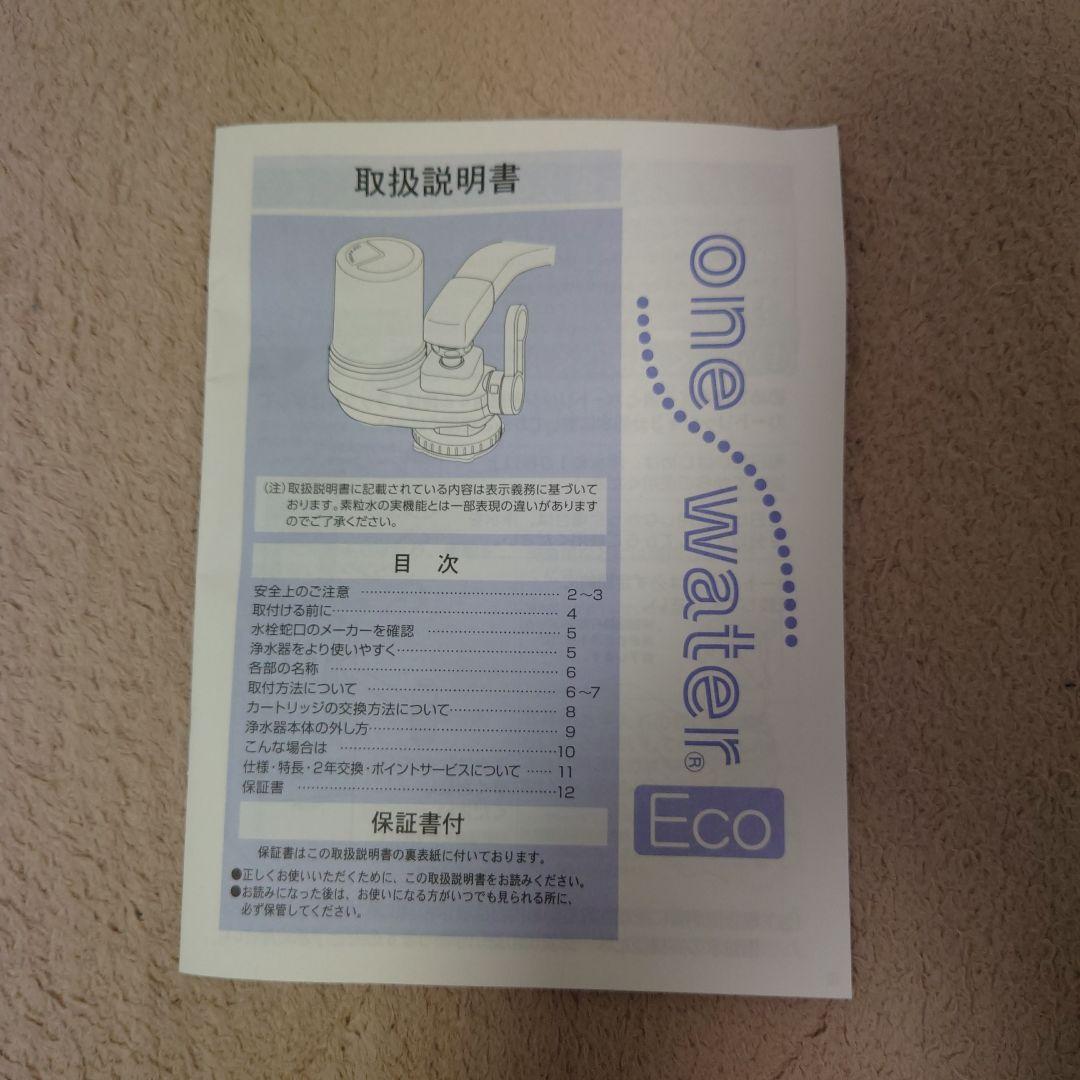 取扱説明書
(注)取扱説明書に記載されている内容は表示義務に基づいて
おります。素粒水の実機能とは一部表現の違いがあります
のでご了承ください。
目 次
安全上のご注意 …………………………………… 2〜3
取付ける前に………………………………………… 4
水栓蛇口のメーカーを確認 ……………………… 5
浄水器をより使いやすく…………………………… 5
各部の名称 ………………………………………… 6
取付方法について ………………………………… 6〜7
カートリッジの交換方法について………………… 8
浄水器本体の外し方………………………………… 9
こんな場合は ………………………………………10
仕様・特長・2年交換・ポイントサービスについて …… 11
保証書 ………………………………………………12
保証書付
保証書はこの取扱説明書の裏表紙に付いております。
●正しくお使いいただくために、この取扱説明書をお読みください。
●お読みになった後は、お使いになる方がいつでも見られる所に、
必ず保管してください。
one water®
Eco